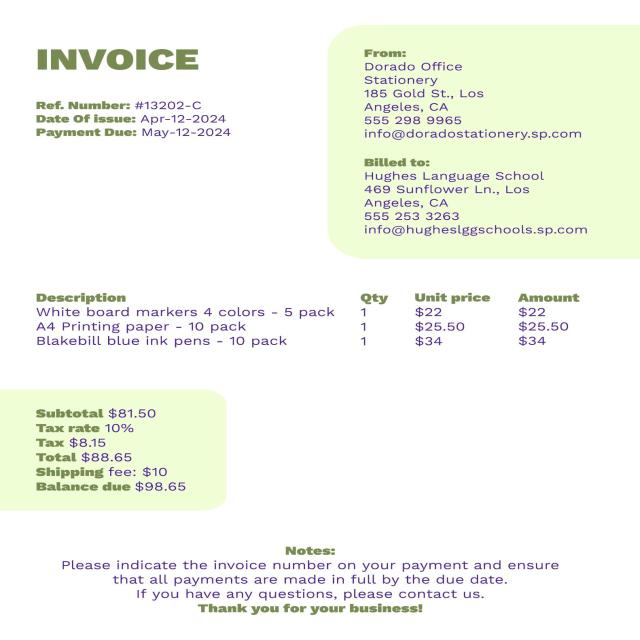 INVOICE
Ref. Number: #13202-C
Date Of issue: Apr-12-2024
Payment Due: May-12-2024
From:
Dorado Office
Stationery
185 Gold St., Los
Angeles, CA
555 298 9965
info@doradostationery.sp.com
Billed to:
Hughes Language School
469 Sunflower Ln., Los
Angeles, CA
555 253 3263
info@hugheslggschools.sp.com
Description Qty Unit price Amount
White board markers 4 colors - 5 pack 1 $22 $22
A4 Printing paper - 10 pack 1 $25.50 $25.50
Blakebill blue ink pens - 10 pack 1 $34 $34
Subtotal $81.50
Tax rate 10%
Tax $8.15
Total $88.65
Shipping fee: $10
Balance due $98.65
Notes:
Please indicate the invoice number on your payment and ensure
that all payments are made in full by the due date.
If you have any questions, please contact us.
Thank you for your business!